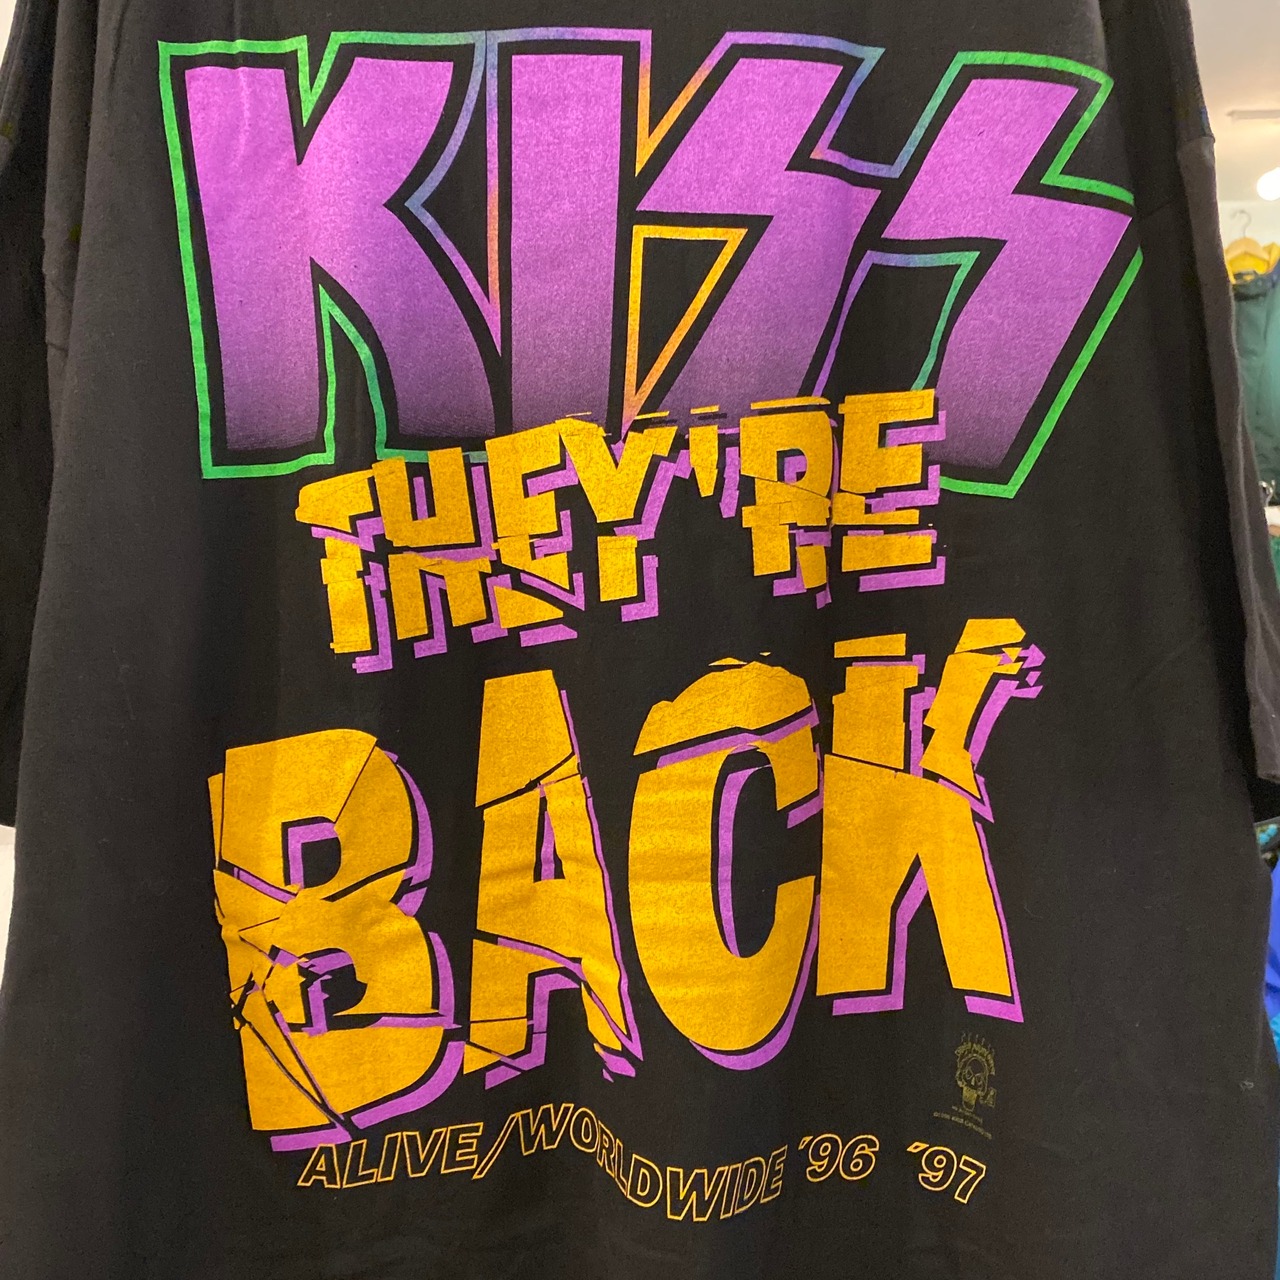 KISS
THEY'RE
BACK
ALIVE/WORLDWIDE '96 '97